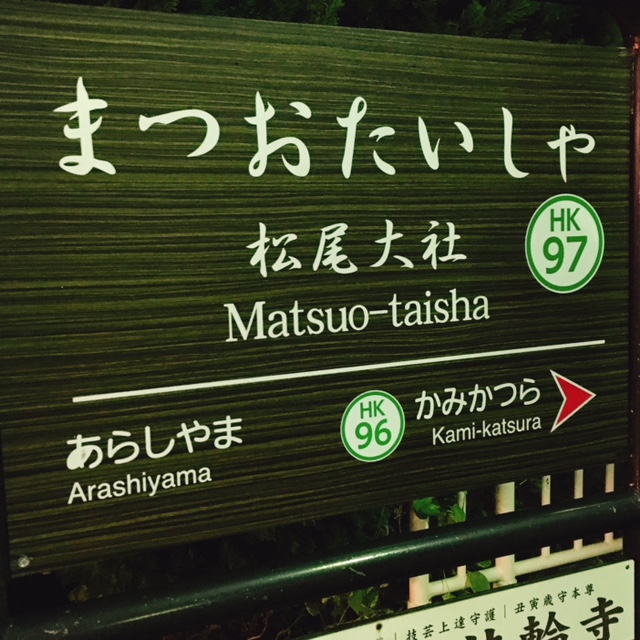 まつおたいしゃ
松尾大社
HK
97
Matsuo-taisha
あらしやま
Arashiyama
HK
96
かみかつら
Kami-katsura
技芸上達守護｜丑寅歳守本尊
輪寺